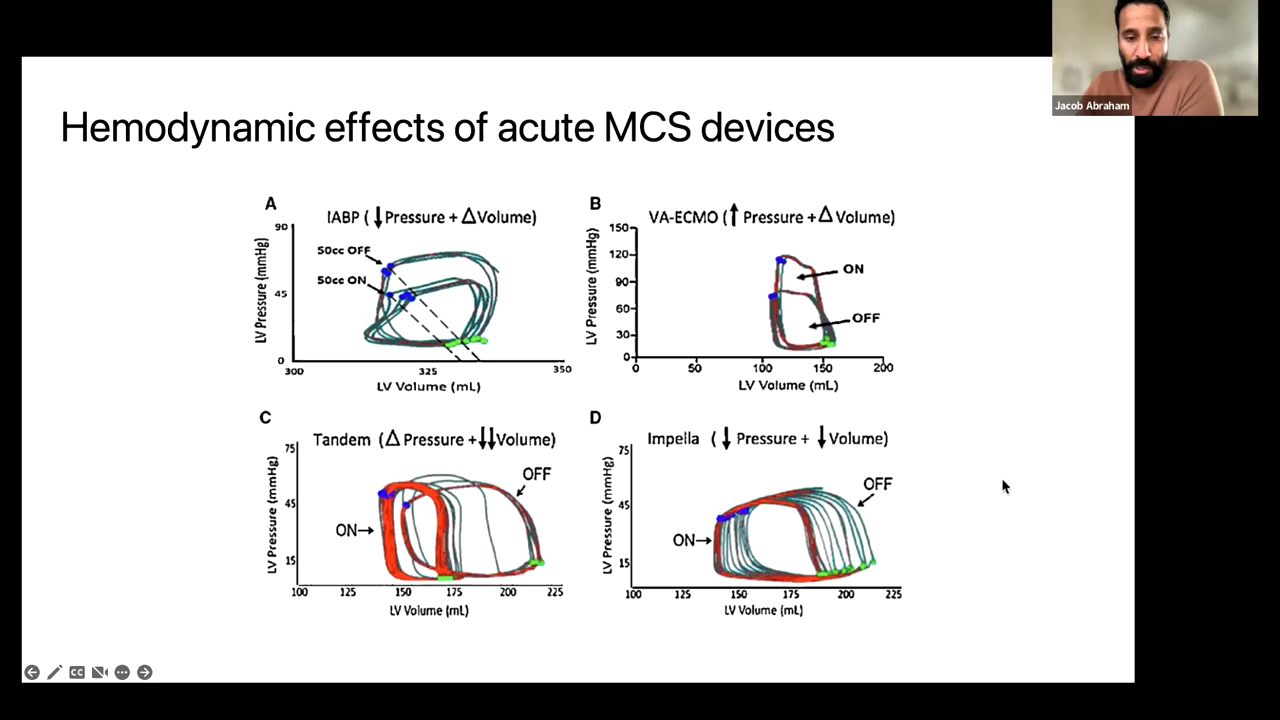 Jacob Abraham
Hemodynamic effects of acute MCS devices
A
IABP ( ↓ Pressure + Δ Volume)
LV Pressure (mmHg)
90
45
0
50cc OFF
50cc ON
300 325 350
LV Volume (mL)
B
VA-ECMO ( ↑ Pressure + Δ Volume)
LV Pressure (mmHg)
150
120
90
60
30
0
ON
OFF
0 50 100 150 200
LV Volume (mL)
C
Tandem ( Δ Pressure + ↓↓ Volume)
LV Pressure (mmHg)
75
45
15
OFF
ON
100 125 150 175 200 225
LV Volume (mL)
D
Impella ( ↓ Pressure + ↓ Volume)
LV Pressure (mmHg)
75
45
15
OFF
ON
100 125 150 175 200 225
LV Volume (mL)
CC